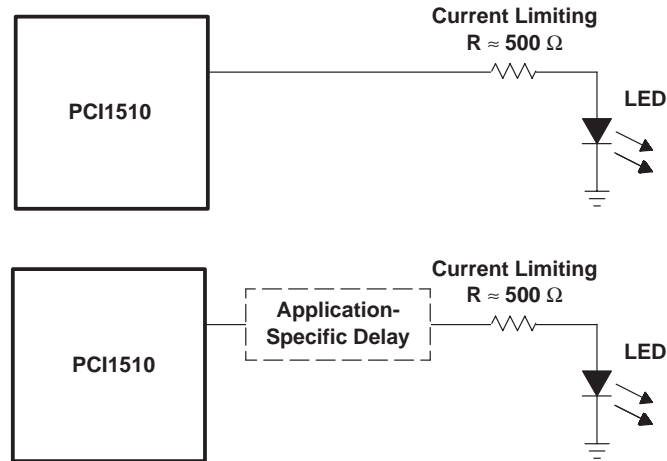 Current Limiting
R ≈ 500 Ω
PCI1510
LED
Current Limiting
R ≈ 500 Ω
Application-
Specific Delay
PCI1510
LED